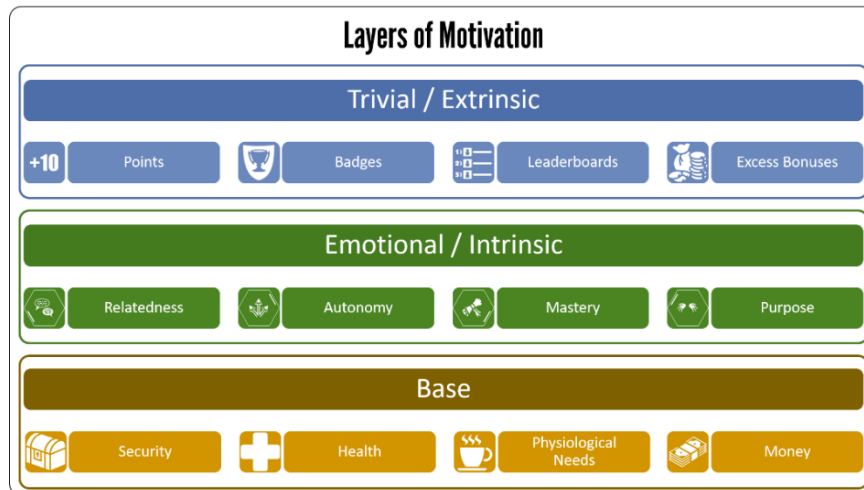 Layers of Motivation
Trivial / Extrinsic
+10 Points Badges Leaderboards Excess Bonuses
Emotional / Intrinsic
Relatedness Autonomy Mastery Purpose
Base
Security Health Physiological Needs Money